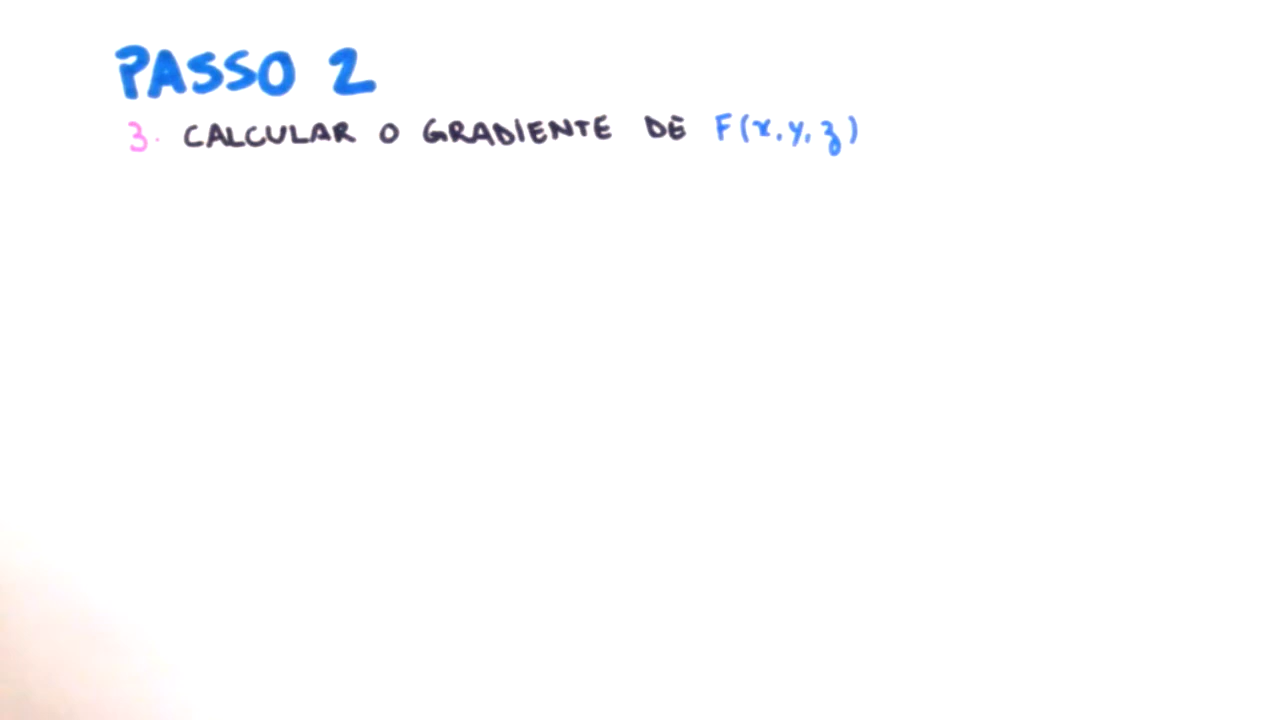 PASSO 2
3. CALCULAR O GRADIENTE DE F(x,y,z)